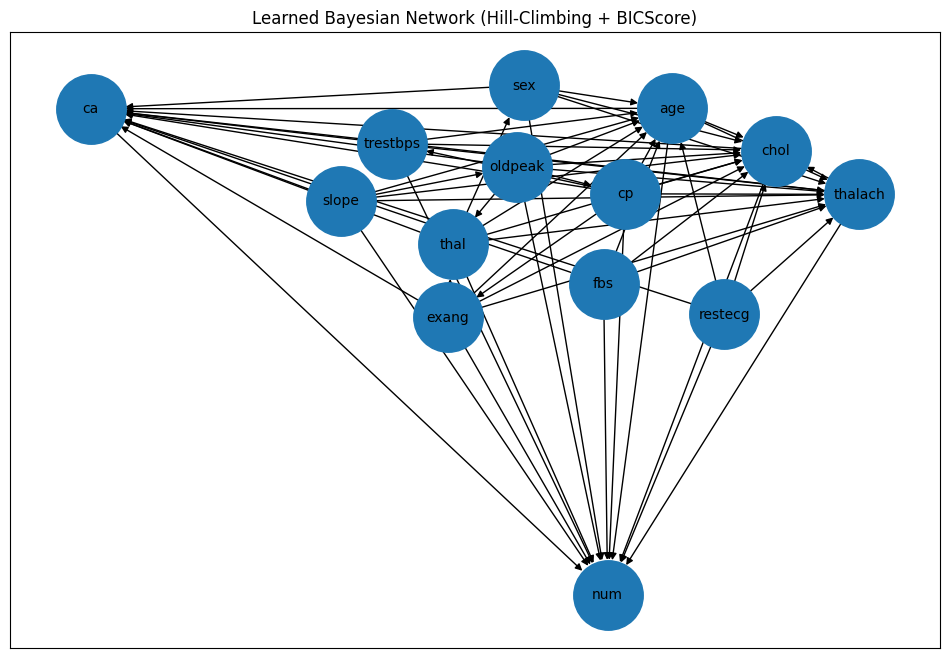 Learned Bayesian Network (Hill-Climbing + BICScore)
sex
ca
age
trestbps
chol
oldpeak
cp
thalach
slope
thal
fbs
exang
restecg
num